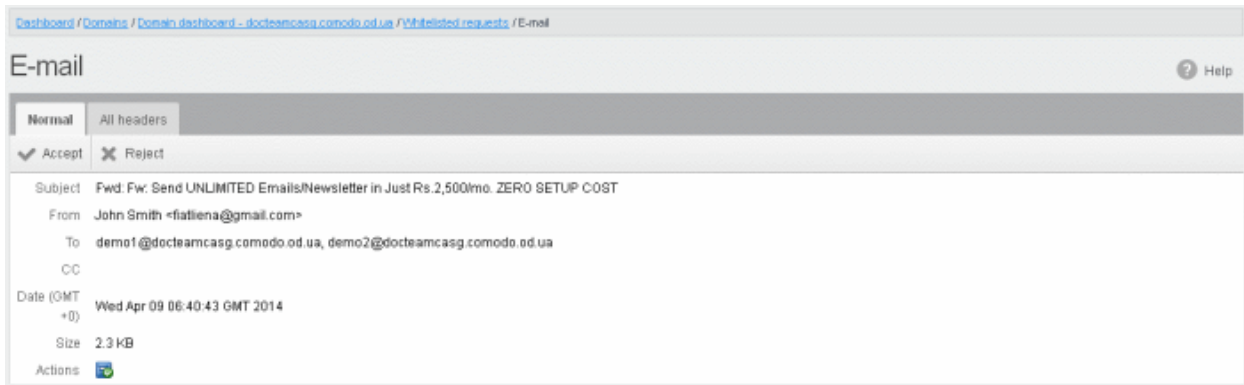 Dashboard / Domains / Domain dashboard - docteamcasg.comodo.od.ua / Whitelisted requests / E-mail
E-mail
Help
Normal All headers
Accept Reject
Subject Fwd: Fw: Send UNLIMITED Emails/Newsletter in Just Rs.2,500/mo. ZERO SETUP COST
From John Smith <fiatliena@gmail.com>
To demo1@docteamcasg.comodo.od.ua, demo2@docteamcasg.comodo.od.ua
CC
Date (GMT
+0) Wed Apr 09 06:40:43 GMT 2014
Size 2.3 KB
Actions